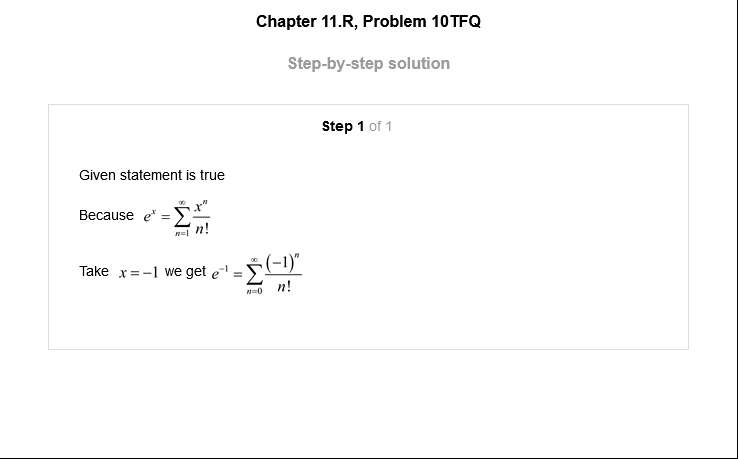 Chapter 11.R, Problem 10TFQ
Step-by-step solution
Step 1 of 1
Given statement is true
Because $e^{x} = \sum_{n=1}^{\infty} \frac{x^{n}}{n!}$
Take $x = -1$ we get $e^{-1} = \sum_{n=0}^{\infty} \frac{(-1)^{n}}{n!}$